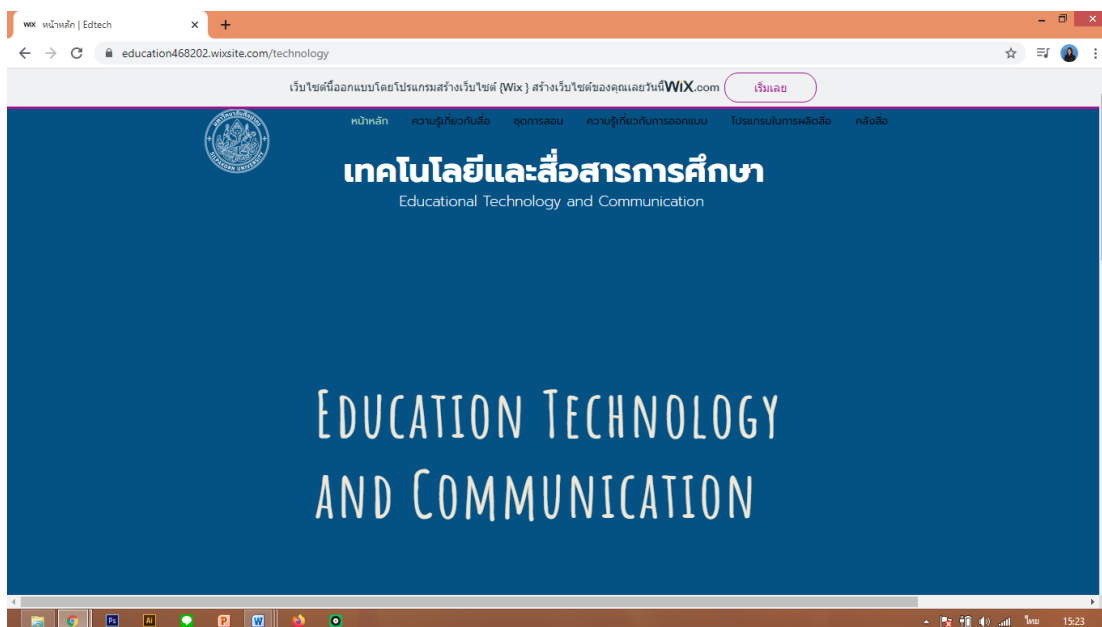 WiX หน้าหลัก | Edtech
education468202.wixsite.com/technology
เว็บไซต์นี้ออกแบบโดยโปรแกรมสร้างเว็บไซต์ {Wix } สร้างเว็บไซต์ของคุณเลยวันนี้WiX.com เริ่มเลย
หน้าหลัก ความรู้เกี่ยวกับสื่อ ชุดการสอน ความรู้เกี่ยวกับการออกแบบ โปรแกรมในการผลิตสื่อ คลังสื่อ
เทคโนโลยีและสื่อสารการศึกษา
Educational Technology and Communication
EDUCATION TECHNOLOGY
AND COMMUNICATION
Ps Ai P W ไทย 15:23